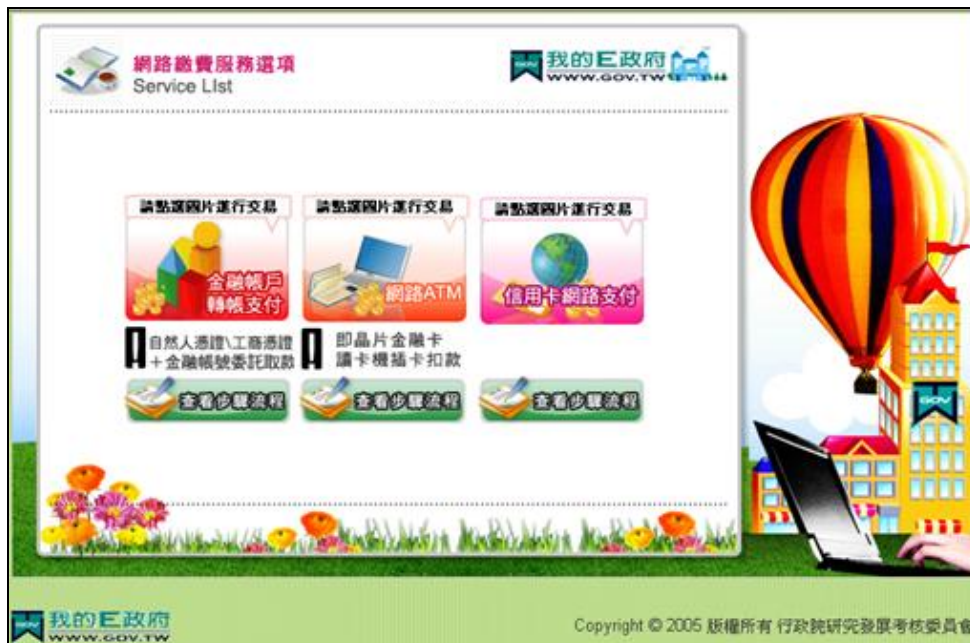 網路繳費服務選項
Service LIst
GOV 我的E政府
WWW.GOV.TW
請點選圖片進行交易
金融帳戶
轉帳支付
自然人憑證\工商憑證
+金融帳號委託取款
查看步驟流程
請點選圖片進行交易
網路ATM
即晶片金融卡
讀卡機插卡扣款
查看步驟流程
請點選圖片進行交易
信用卡網路支付
查看步驟流程
GOV
GOV 我的E政府
WWW.GOV.TW
Copyright © 2005 版權所有 行政院研究發展考核委員會